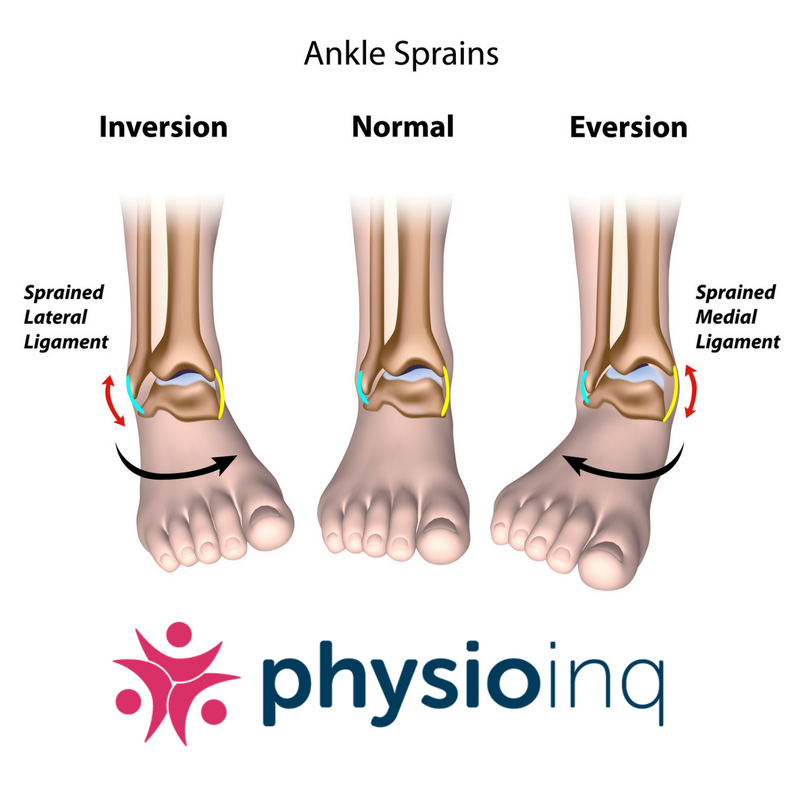 Ankle Sprains
Inversion
Normal
Eversion
Sprained
Lateral
Ligament
Sprained
Medial
Ligament
physioinq